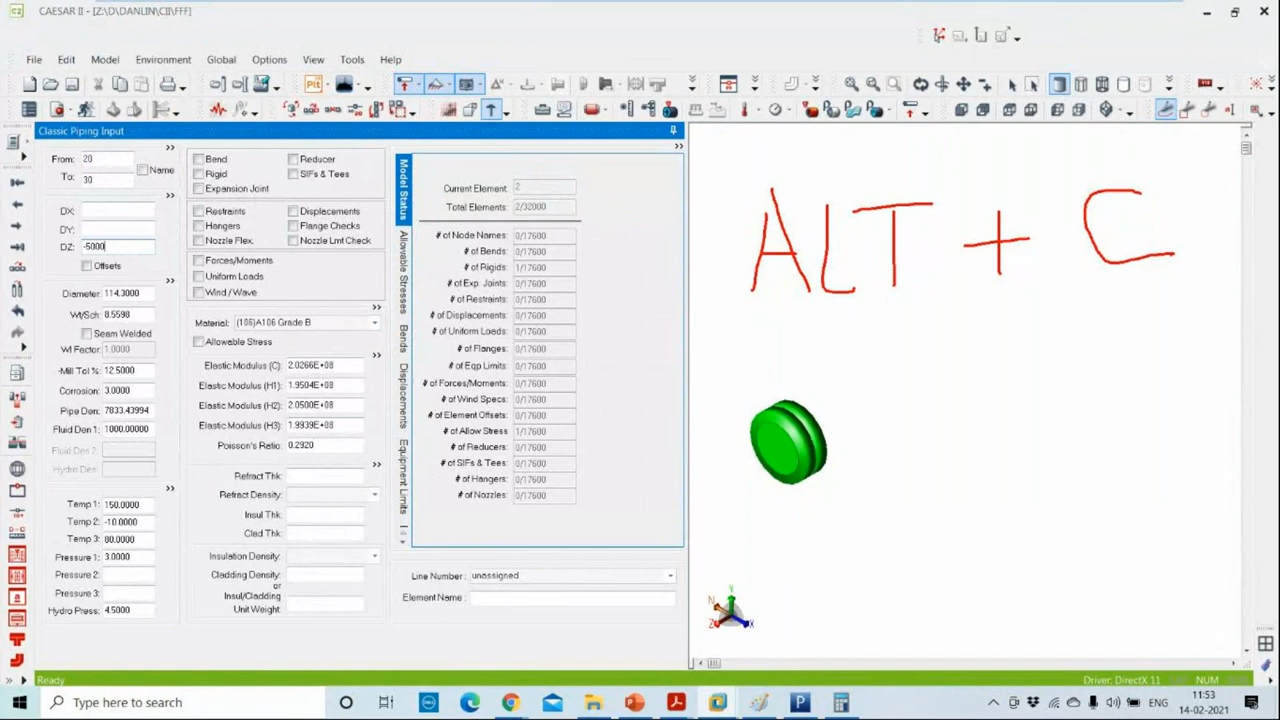 CAESAR II - [Z:\D\DANLIN\CII\FFF]
File Edit Model Environment Global Options View Tools Help
Classic Piping Input
From: 20
To: 30
Name
DX:
DY:
DZ: -5000
Offsets
Diameter: 114.3000
Wt/Sch: 8.5598
Seam Welded
Wl Factor: 1.0000
-Mill Tol %: 12.5000
Corrosion: 3.0000
Pipe Den: 7833.43994
Fluid Den 1: 1000.00000
Fluid Den 2:
Hydro Den:
Temp 1: 150.0000
Temp 2: -10.0000
Temp 3: 80.0000
Pressure 1: 3.0000
Pressure 2:
Pressure 3:
Hydro Press: 4.5000
Bend Reducer
Rigid SIFs & Tees
Expansion Joint
Restraints Displacements
Hangers Flange Checks
Nozzle Flex. Nozzle Lmt Check
Forces/Moments
Uniform Loads
Wind / Wave
Material: (106)A106 Grade B
Allowable Stress
Elastic Modulus (C): 2.0266E+08
Elastic Modulus (H1): 1.9504E+08
Elastic Modulus (H2): 2.0500E+08
Elastic Modulus (H3): 1.9939E+08
Poisson's Ratio: 0.2920
Refract Thk:
Refract Density:
Insul Thk:
Clad Thk:
Insulation Density:
Cladding Density:
or
Insul/Cladding
Unit Weight:
Model Status
Allowable Stresses
Bends
Displacements
Equipment Limits
Current Element 2
Total Elements 2/32000
# of Node Names: 0/17600
# of Bends: 0/17600
# of Rigids: 1/17600
# of Exp. Joints: 0/17600
# of Restraints: 0/17600
# of Displacements: 0/17600
# of Uniform Loads: 0/17600
# of Flanges: 0/17600
# of Eqp Limits 0/17600
# of Forces/Moments: 0/17600
# of Wind Specs: 0/17600
# of Element Offsets: 0/17600
# of Allow Stress 1/17600
# of Reducers: 0/17600
# of SIFs & Tees: 0/17600
# of Hangers: 0/17600
# of Nozzles: 0/17600
Line Number: unassigned
Element Name:
ALT + C
Y
N
Z X
Ready
Driver: DirectX 11
NUM
Type here to search
ENG
11:53
14-02-2021